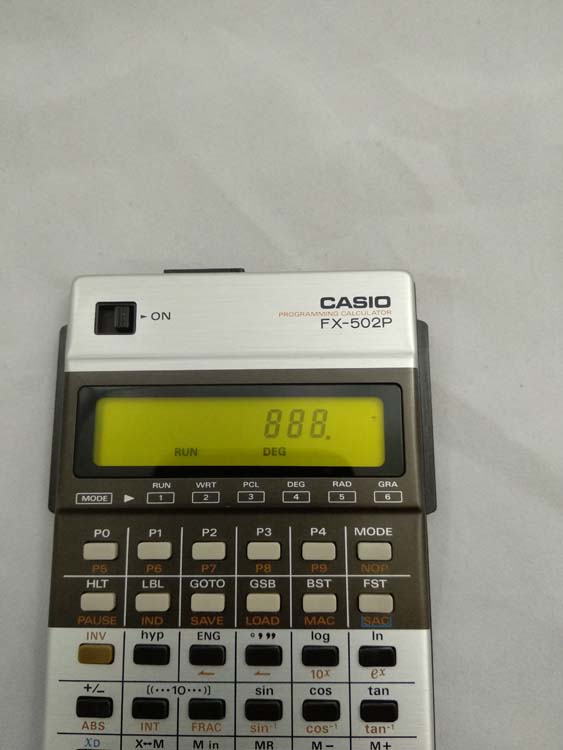 CASIO
PROGRAMMING CALCULATOR
FX-502P
ON
888.
RUN DEG
RUN WRT PCL DEG RAD GRA
MODE 1 2 3 4 5 6
P0 P1 P2 P3 P4 MODE
P5 P6 P7 P8 P9 NOP
HLT LBL GOTO GSB BST FST
PAUSE IND SAVE LOAD MAC SAC
INV hyp ENG °,,, log ln
← ← 10ˣ eˣ
+/− [(···10···)] sin cos tan
ABS INT FRAC sin⁻¹ cos⁻¹ tan⁻¹
XD X↔M M in MR M− M+